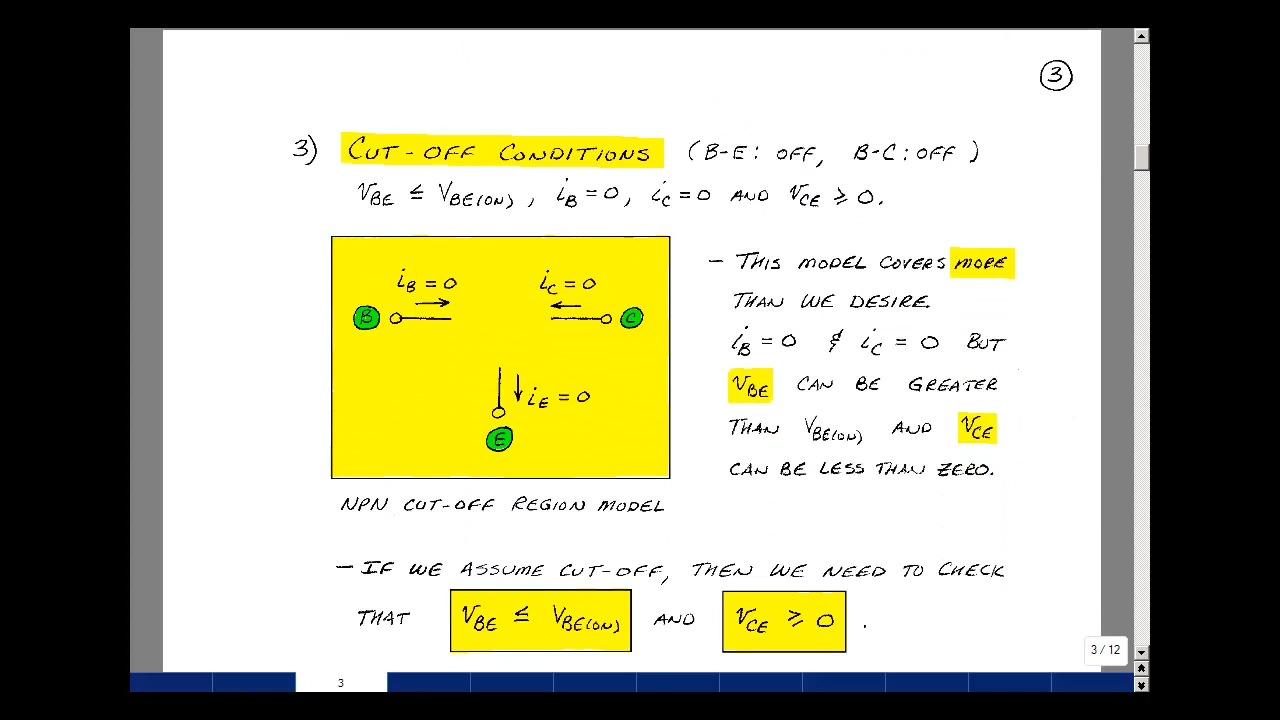 3
3) CUT-OFF CONDITIONS (B-E: OFF, B-C: OFF)
VBE ≤ VBE(ON), iB = 0, iC = 0 AND VCE ≥ 0.
iB = 0 iC = 0
B C
iE = 0
E
NPN CUT-OFF REGION MODEL
- THIS MODEL COVERS MORE
THAN WE DESIRE.
iB = 0 & iC = 0 BUT
VBE CAN BE GREATER
THAN VBE(ON) AND VCE
CAN BE LESS THAN ZERO.
- IF WE ASSUME CUT-OFF, THEN WE NEED TO CHECK
THAT VBE ≤ VBE(ON) AND VCE ≥ 0.
3 / 12
3